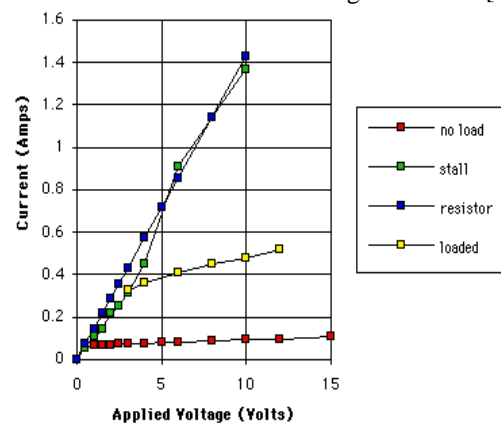 1.6
1.4
1.2
1
0.8
0.6
0.4
0.2
0
0 5 10 15
Current (Amps)
Applied Voltage (Volts)
no load
stall
resistor
loaded